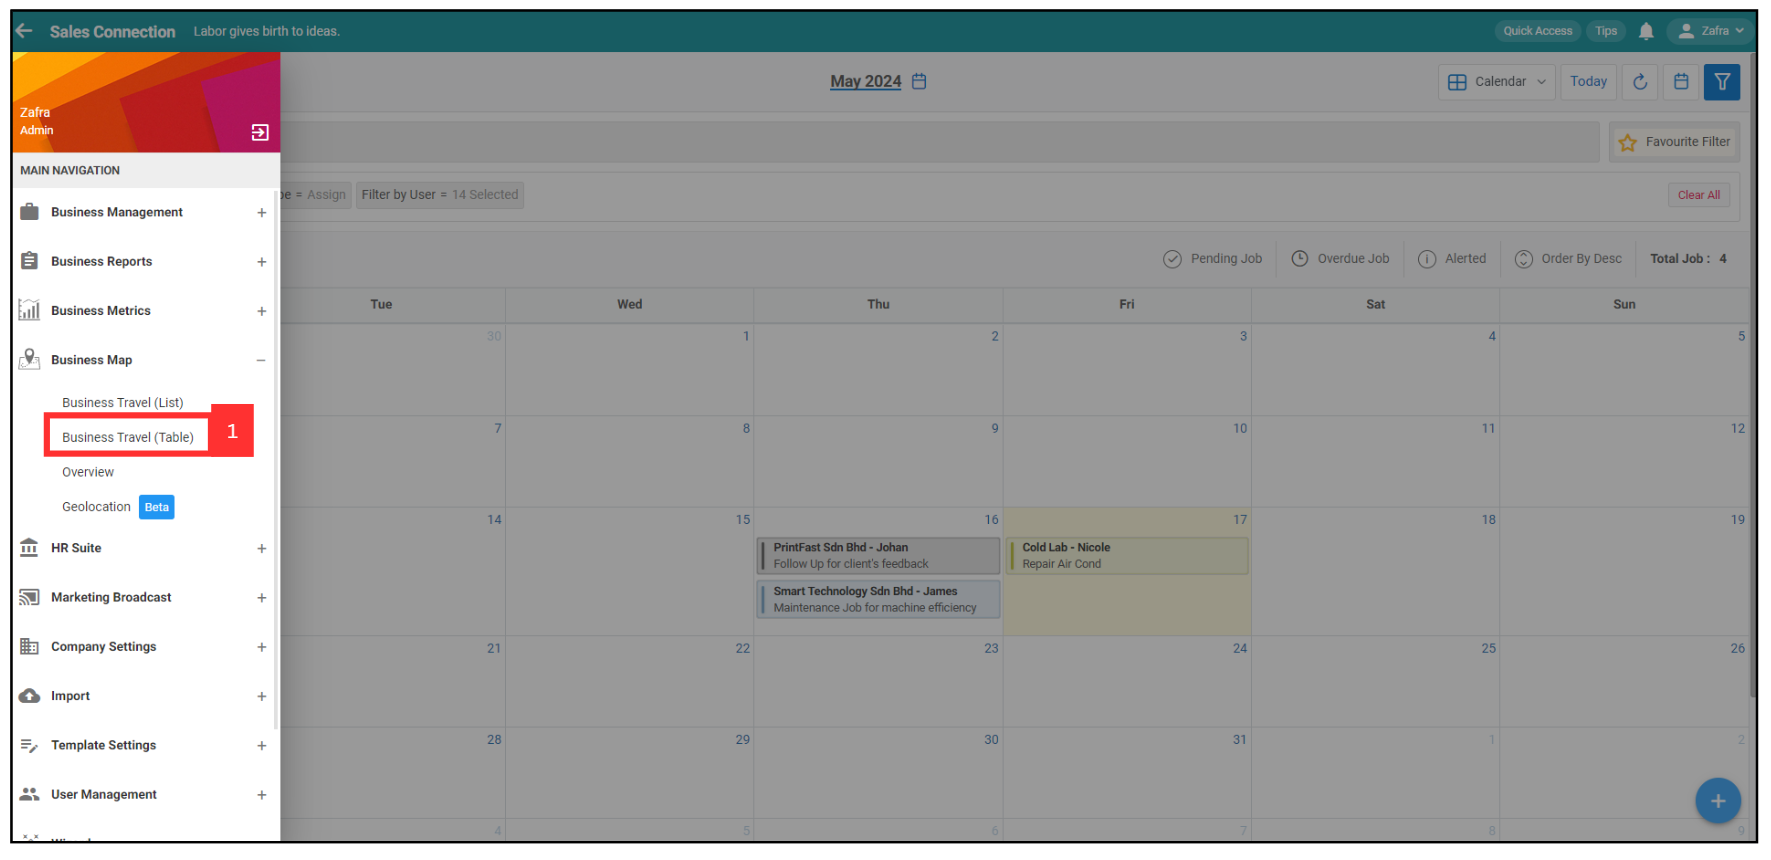 Sales Connection Labor gives birth to ideas. Quick Access Tips Zafra
Zafra
Admin
May 2024 Calendar Today
Favourite Filter
MAIN NAVIGATION
= Assign Filter by User = 14 Selected Clear All
Business Management +
Business Reports +
Pending Job Overdue Job Alerted Order By Desc Total Job : 4
Business Metrics +
Tue Wed Thu Fri Sat Sun
30 1 2 3 4 5
Business Map −
Business Travel (List)
Business Travel (Table) 1
7 8 9 10 11 12
Overview
Geolocation Beta
14 15 16 17 18 19
HR Suite +
PrintFast Sdn Bhd - Johan
Follow Up for client's feedback
Cold Lab - Nicole
Repair Air Cond
Smart Technology Sdn Bhd - James
Maintenance Job for machine efficiency
Marketing Broadcast +
Company Settings +
21 22 23 24 25 26
Import +
Template Settings +
28 29 30 31 1 2
User Management +
+
4 5 6 7 8 9